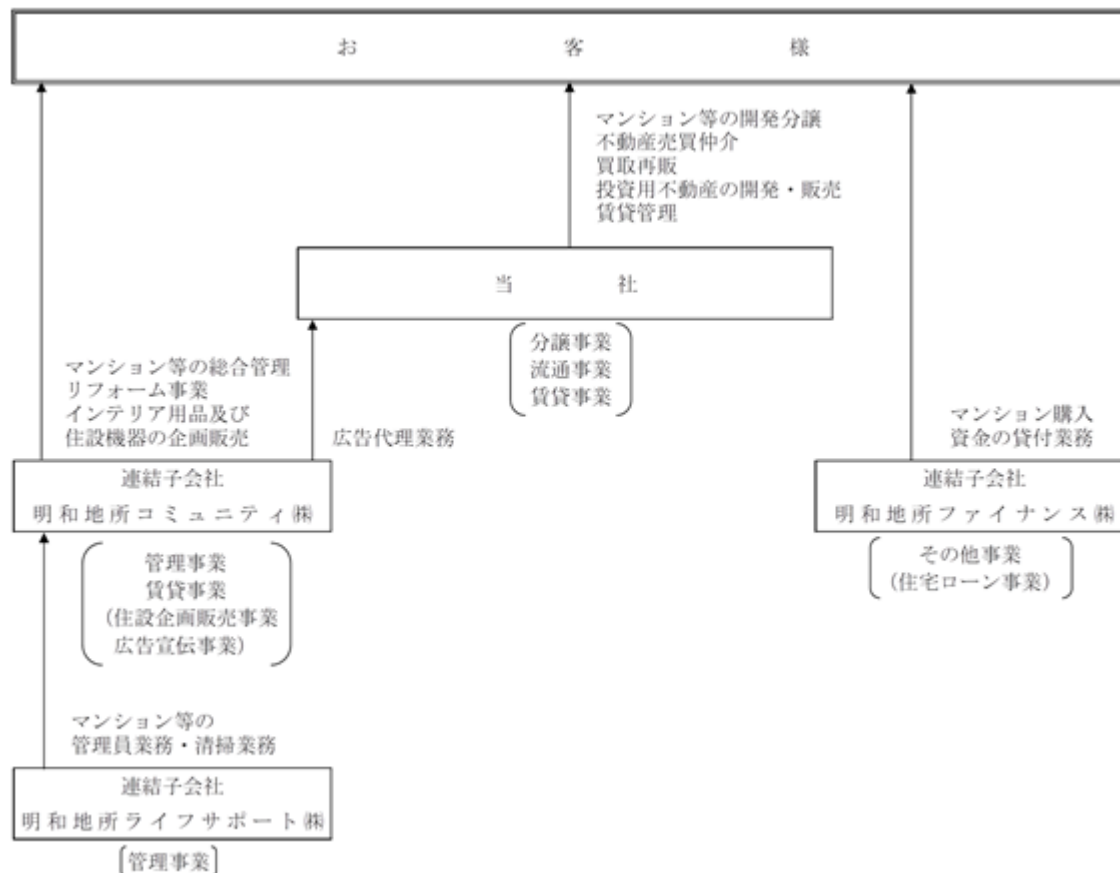 お客様
マンション等の開発分譲
不動産売買仲介
買取再販
投資用不動産の開発・販売
賃貸管理
当社
分譲事業
流通事業
賃貸事業
マンション等の総合管理
リフォーム事業
インテリア用品及び
住設機器の企画販売
広告代理業務
マンション購入
資金の貸付業務
連結子会社
明和地所コミュニティ㈱
管理事業
賃貸事業
(住設企画販売事業
広告宣伝事業)
連結子会社
明和地所ファイナンス㈱
その他事業
(住宅ローン事業)
マンション等の
管理員業務・清掃業務
連結子会社
明和地所ライフサポート㈱
管理事業